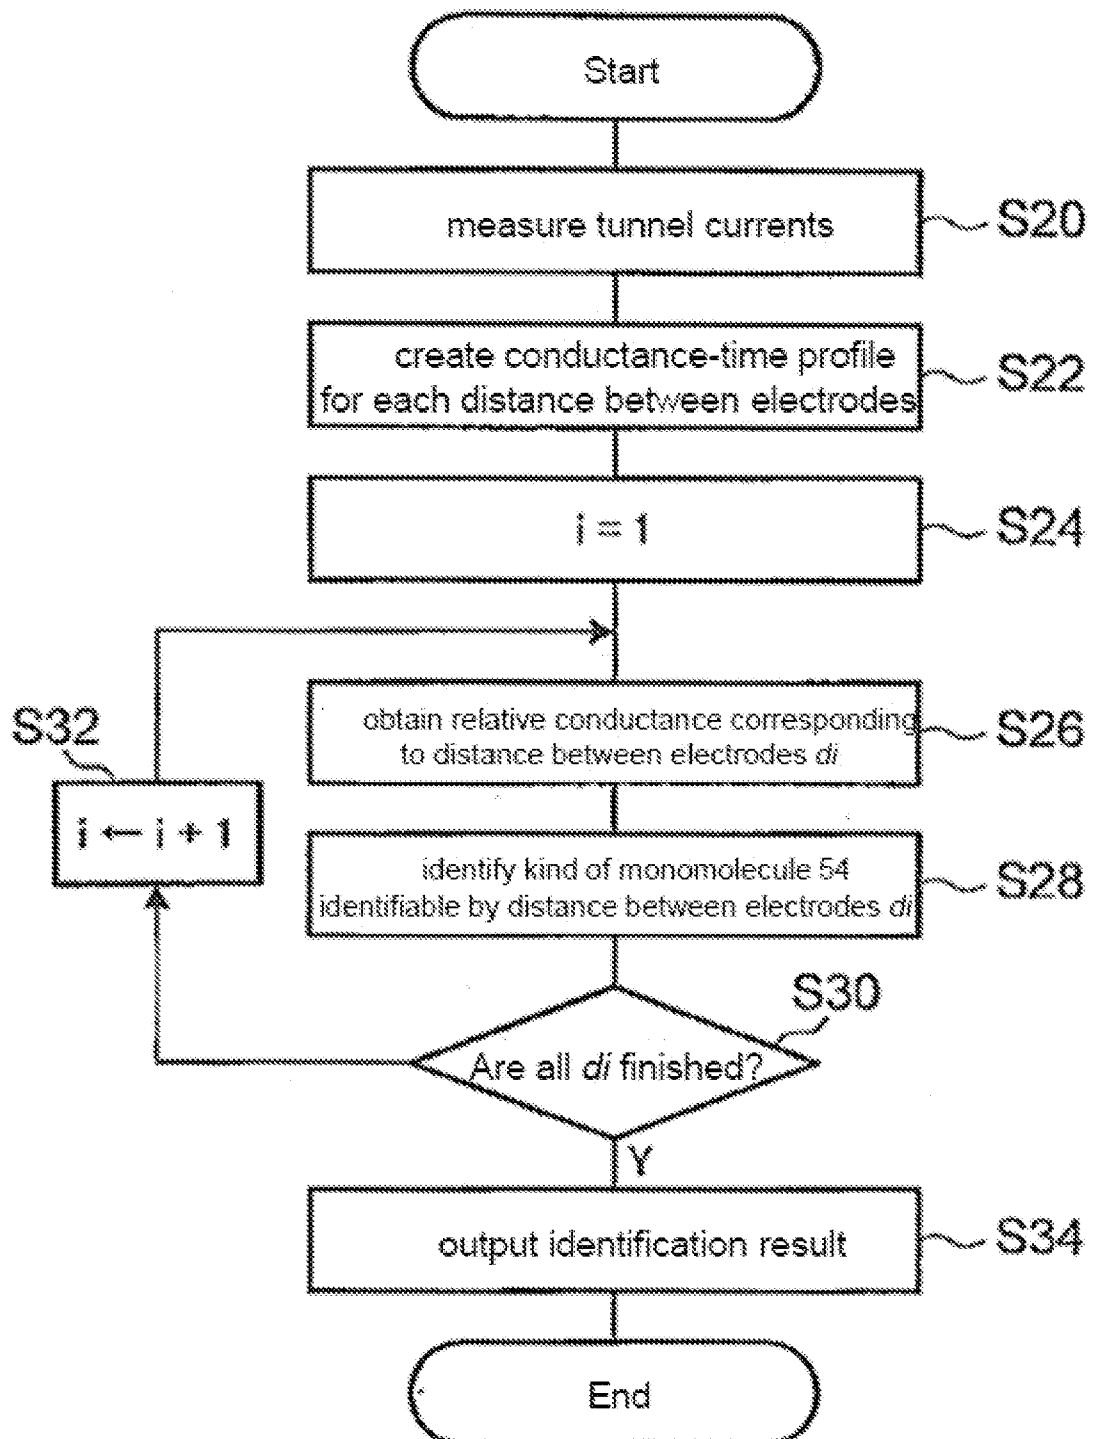 Start
measure tunnel currents
S20
create conductance-time profile
for each distance between electrodes
S22
i = 1
S24
obtain relative conductance corresponding
to distance between electrodes di
S26
S32
i ← i + 1
identify kind of monomolecule 54
identifiable by distance between electrodes di
S28
S30
Are all di finished?
Y
output identification result
S34
End